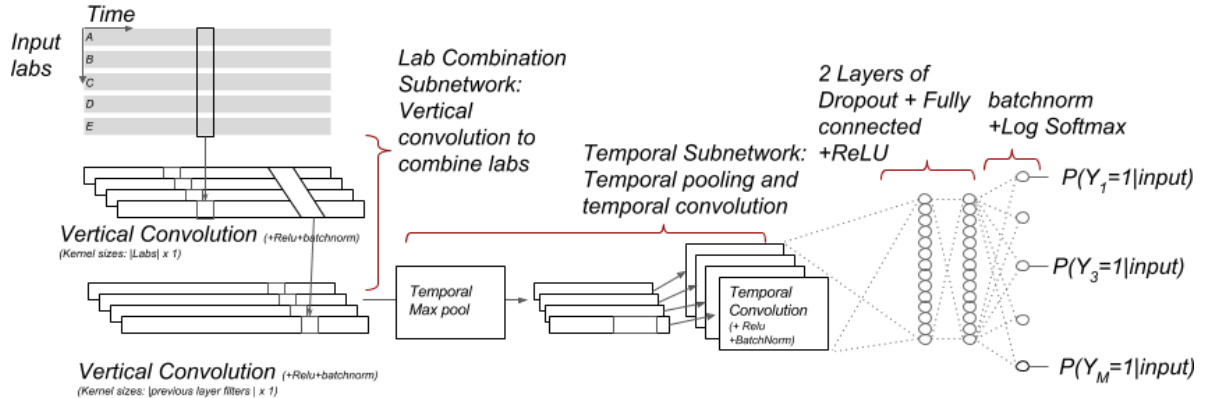 Time
Input
labs
A
B
C
D
E
Vertical Convolution (+Relu+batchnorm)
(Kernel sizes: |Labs| x 1)
Lab Combination
Subnetwork:
Vertical
convolution to
combine labs
Vertical Convolution (+Relu+batchnorm)
(Kernel sizes: |previous layer filters | x 1)
Temporal
Max pool
Temporal Subnetwork:
Temporal pooling and
temporal convolution
Temporal
Convolution
(+ Relu
+BatchNorm)
2 Layers of
Dropout + Fully
connected
+ReLU
batchnorm
+Log Softmax
P(Y₁=1|input)
P(Y₃=1|input)
P(Y_M=1|input)